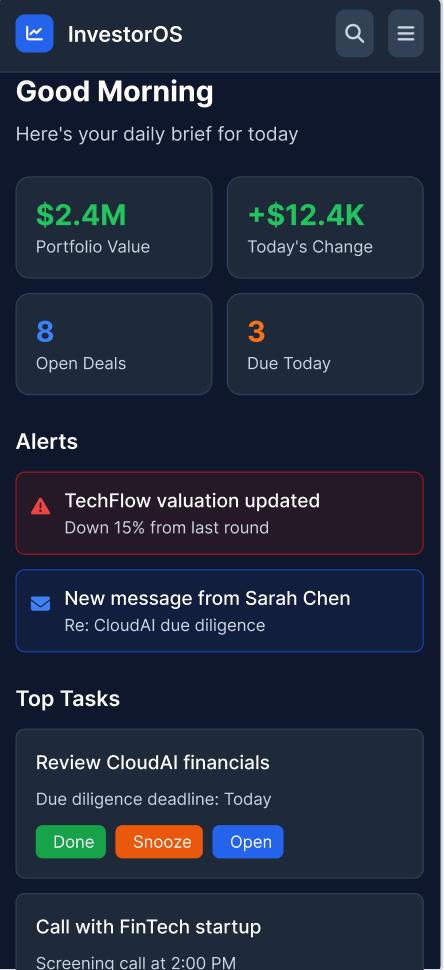 InvestorOS
Good Morning
Here's your daily brief for today
$2.4M
Portfolio Value
+$12.4K
Today's Change
8
Open Deals
3
Due Today
Alerts
TechFlow valuation updated
Down 15% from last round
New message from Sarah Chen
Re: CloudAI due diligence
Top Tasks
Review CloudAI financials
Due diligence deadline: Today
Done Snooze Open
Call with FinTech startup
Screening call at 2:00 PM